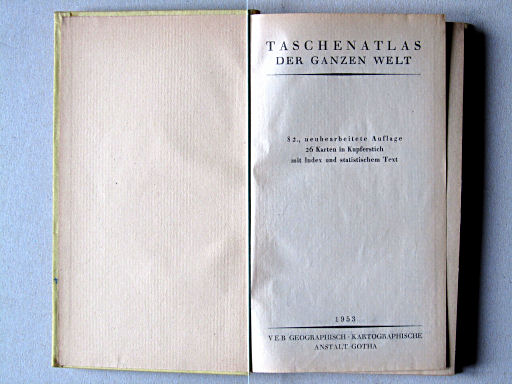 TASCHENATLAS
DER GANZEN WELT
82., neubearbeitete Auflage
26 Karten in Kupferstich
mit Index und statistischem Text
1953
VEB GEOGRAPHISCH-KARTOGRAPHISCHE
ANSTALT GOTHA